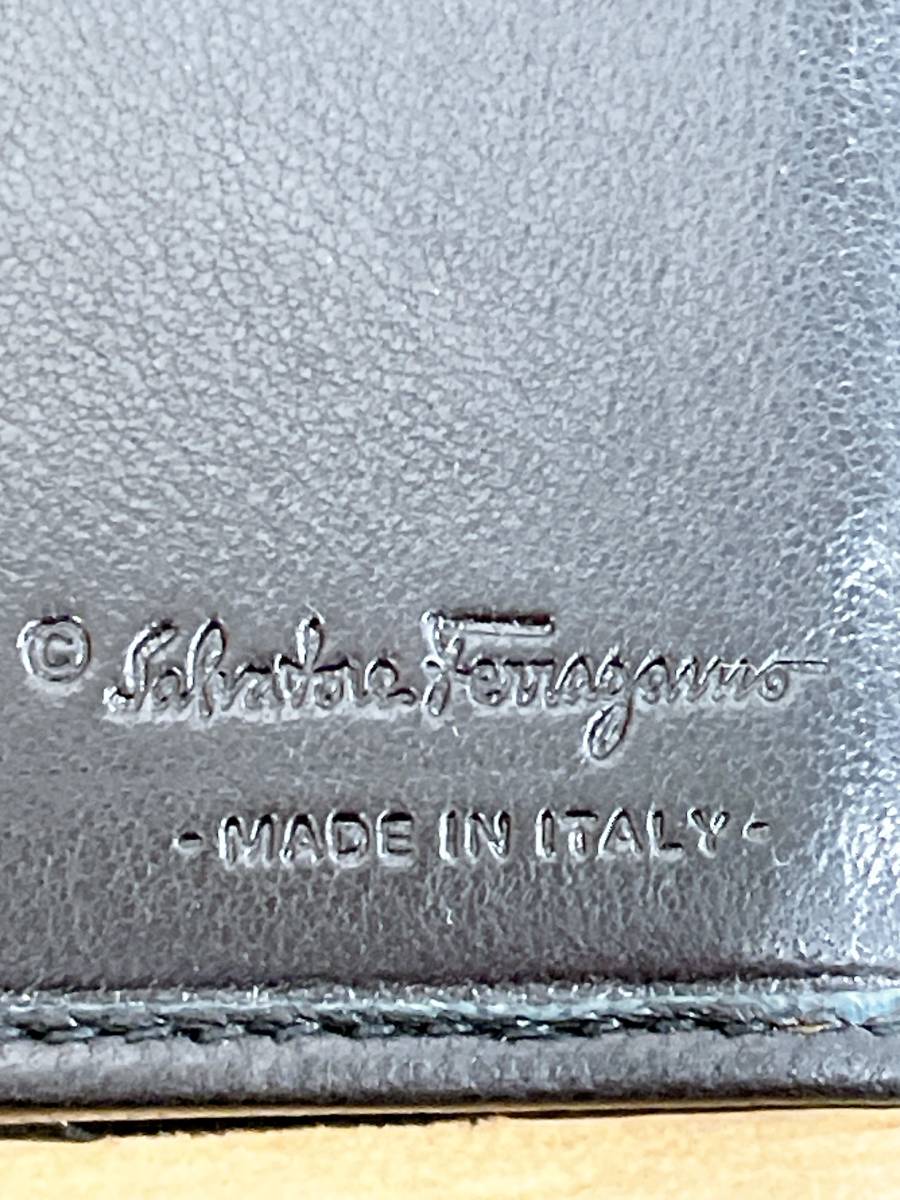 © Salvatore Ferragamo
-MADE IN ITALY-